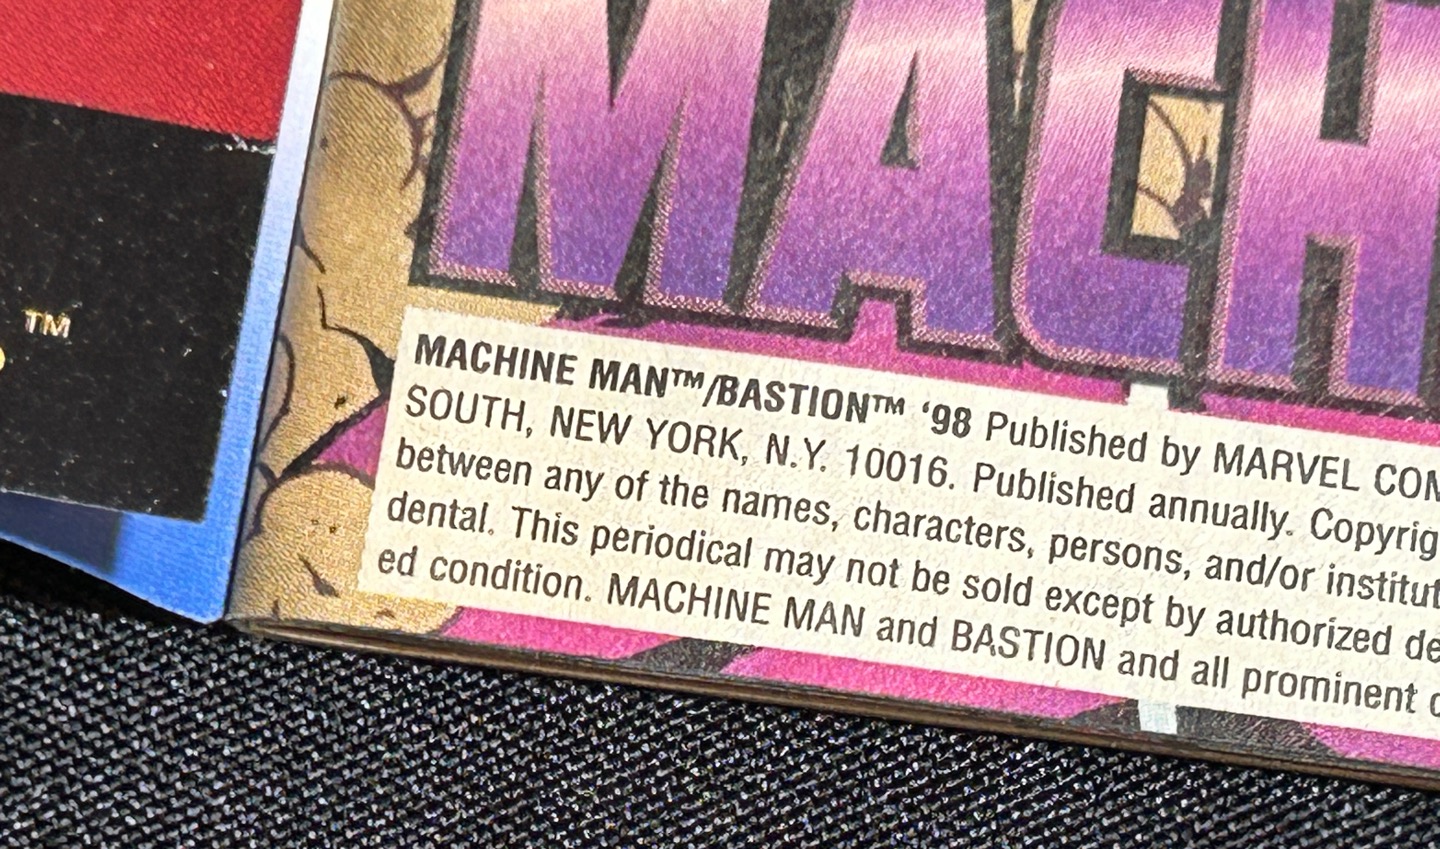 MACH
TM
MACHINE MAN™/BASTION™ '98 Published by MARVEL
SOUTH, NEW YORK, N.Y. 10016. Published annually.
between any of the names, characters, persons, and/or
dental. This periodical may not be sold except by authorized
ed condition. MACHINE MAN and BASTION and all prominent